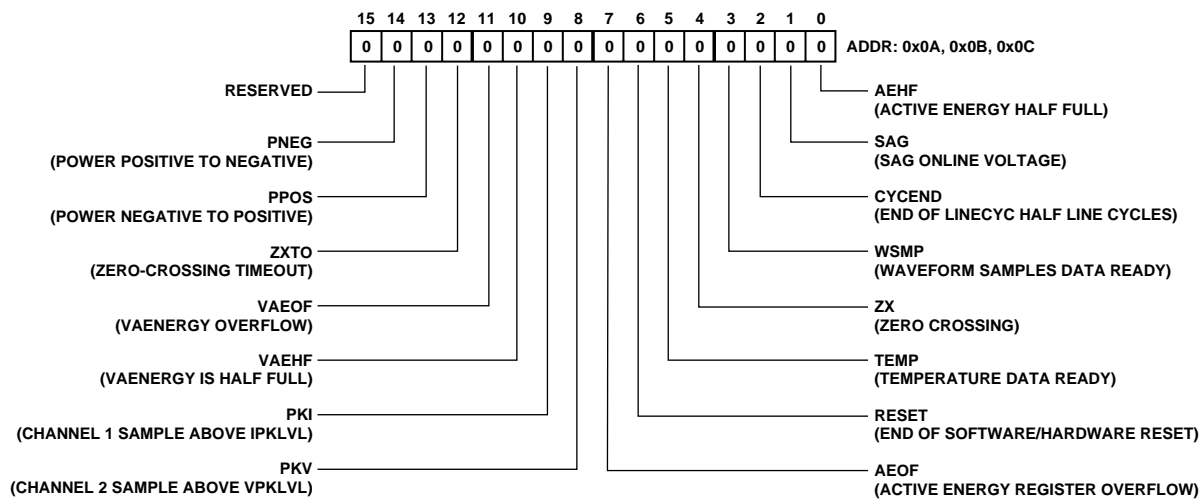 15 14 13 12 11 10 9 8 7 6 5 4 3 2 1 0
0 0 0 0 0 0 0 0 0 0 0 0 0 0 0 0 ADDR: 0x0A, 0x0B, 0x0C
RESERVED
PNEG
(POWER POSITIVE TO NEGATIVE)
PPOS
(POWER NEGATIVE TO POSITIVE)
ZXTO
(ZERO-CROSSING TIMEOUT)
VAEOF
(VAENERGY OVERFLOW)
VAEHF
(VAENERGY IS HALF FULL)
PKI
(CHANNEL 1 SAMPLE ABOVE IPKLVL)
PKV
(CHANNEL 2 SAMPLE ABOVE VPKLVL)
AEHF
(ACTIVE ENERGY HALF FULL)
SAG
(SAG ONLINE VOLTAGE)
CYCEND
(END OF LINECYC HALF LINE CYCLES)
WSMP
(WAVEFORM SAMPLES DATA READY)
ZX
(ZERO CROSSING)
TEMP
(TEMPERATURE DATA READY)
RESET
(END OF SOFTWARE/HARDWARE RESET)
AEOF
(ACTIVE ENERGY REGISTER OVERFLOW)